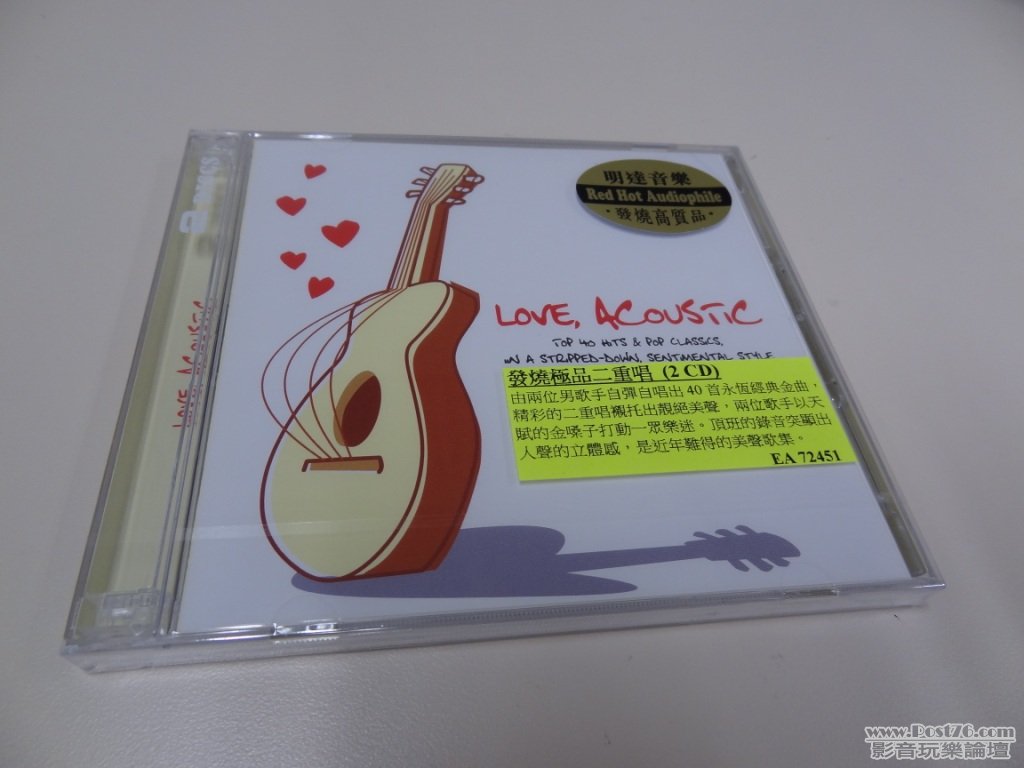 明達音樂
Red Hot Audiophile
·發燒高質品·
LOVE, ACOUSTIC
TOP 40 HITS & POP CLASSICS,
IN A STRIPPED-DOWN, SENTIMENTAL STYLE
發燒極品二重唱 (2 CD)
由兩位男歌手自彈自唱出 40 首永恆經典金曲，
精彩的二重唱襯托出靚絕美聲，兩位歌手以天
賦的金嗓子打動一眾樂迷。頂班的錄音突顯出
人聲的立體感，是近年難得的美聲歌集。
EA 72451
LOVE, ACOUSTIC
www.Post76.com
影音玩樂論壇